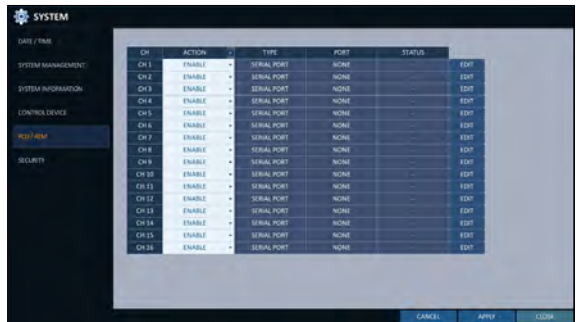 SYSTEM
DATE / TIME
SYSTEM MANAGEMENT
SYSTEM INFORMATION
CONTROL DEVICE
POS / ATM
SECURITY
CH ACTION TYPE PORT STATUS
CH 1 ENABLE SERIAL PORT NONE EDIT
CH 2 ENABLE SERIAL PORT NONE EDIT
CH 3 ENABLE SERIAL PORT NONE EDIT
CH 4 ENABLE SERIAL PORT NONE EDIT
CH 5 ENABLE SERIAL PORT NONE EDIT
CH 6 ENABLE SERIAL PORT NONE EDIT
CH 7 ENABLE SERIAL PORT NONE EDIT
CH 8 ENABLE SERIAL PORT NONE EDIT
CH 9 ENABLE SERIAL PORT NONE EDIT
CH 10 ENABLE SERIAL PORT NONE EDIT
CH 11 ENABLE SERIAL PORT NONE EDIT
CH 12 ENABLE SERIAL PORT NONE EDIT
CH 13 ENABLE SERIAL PORT NONE EDIT
CH 14 ENABLE SERIAL PORT NONE EDIT
CH 15 ENABLE SERIAL PORT NONE EDIT
CH 16 ENABLE SERIAL PORT NONE EDIT
CANCEL APPLY CLOSE